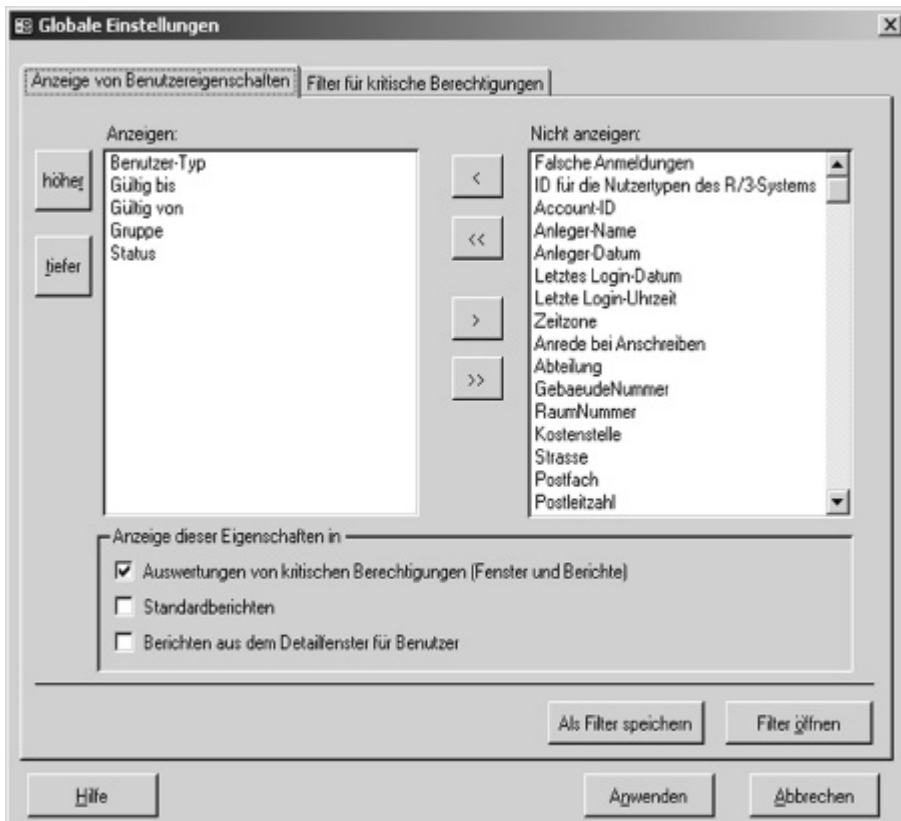 Globale Einstellungen
Anzeige von Benutzereigenschaften
Filter für kritische Berechtigungen
Anzeigen:
Nicht anzeigen:
höher
tiefer
Benutzer-Typ
Gültig bis
Gültig von
Gruppe
Status
<
<<
>
>>
Falsche Anmeldungen
ID für die Nutzertypen des R/3-Systems
Account-ID
Anleger-Name
Anleger-Datum
Letztes Login-Datum
Letzte Login-Uhrzeit
Zeitzone
Anrede bei Anschreiben
Abteilung
GebaeudeNummer
RaumNummer
Kostenstelle
Strasse
Postfach
Postleitzahl
Anzeige dieser Eigenschaften in
Auswertungen von kritischen Berechtigungen (Fenster und Berichte)
Standardberichten
Berichten aus dem Detailfenster für Benutzer
Als Filter speichern
Filter öffnen
Hilfe
Anwenden
Abbrechen